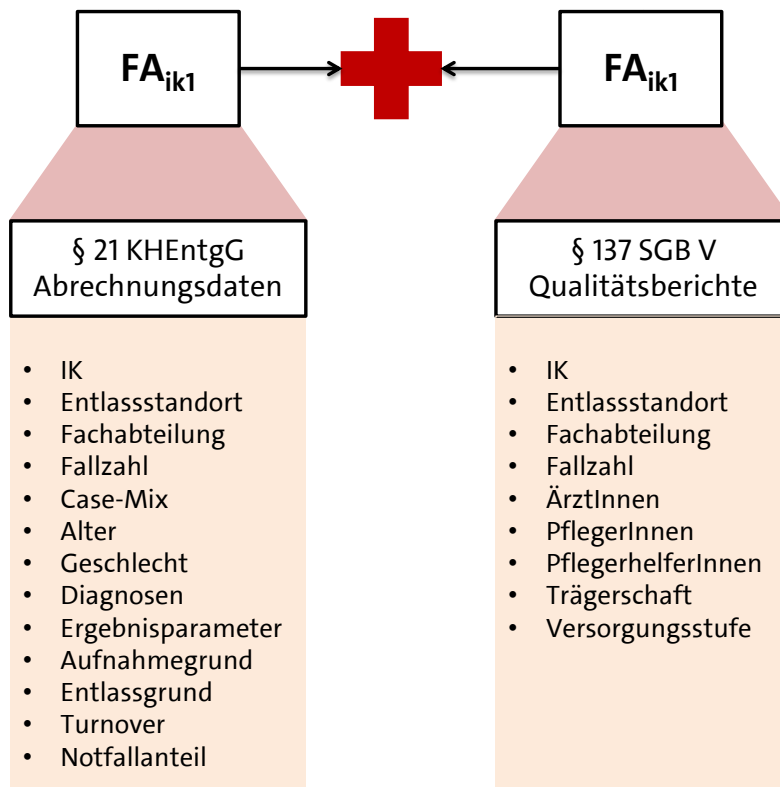 FAik1
FAik1
§ 21 KHEntgG
Abrechnungsdaten
• IK
• Entlassstandort
• Fachabteilung
• Fallzahl
• Case-Mix
• Alter
• Geschlecht
• Diagnosen
• Ergebnisparameter
• Aufnahmegrund
• Entlassgrund
• Turnover
• Notfallanteil
§ 137 SGB V
Qualitätsberichte
• IK
• Entlassstandort
• Fachabteilung
• Fallzahl
• ÄrztInnen
• PflegerInnen
• PflegerhelferInnen
• Trägerschaft
• Versorgungsstufe